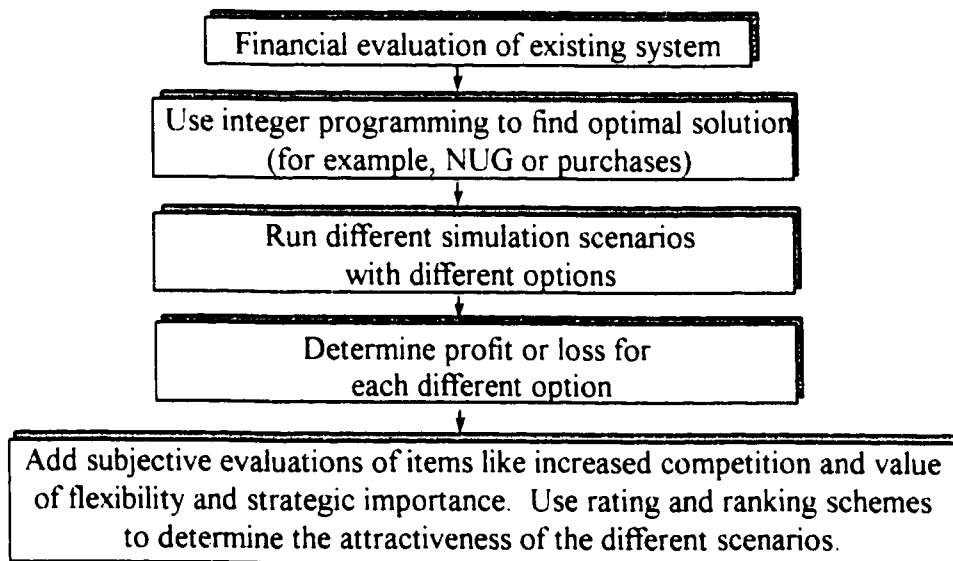 Financial evaluation of existing system
Use integer programming to find optimal solution
(for example, NUG or purchases)
Run different simulation scenarios
with different options
Determine profit or loss for
each different option
Add subjective evaluations of items like increased competition and value
of flexibility and strategic importance. Use rating and ranking schemes
to determine the attractiveness of the different scenarios.